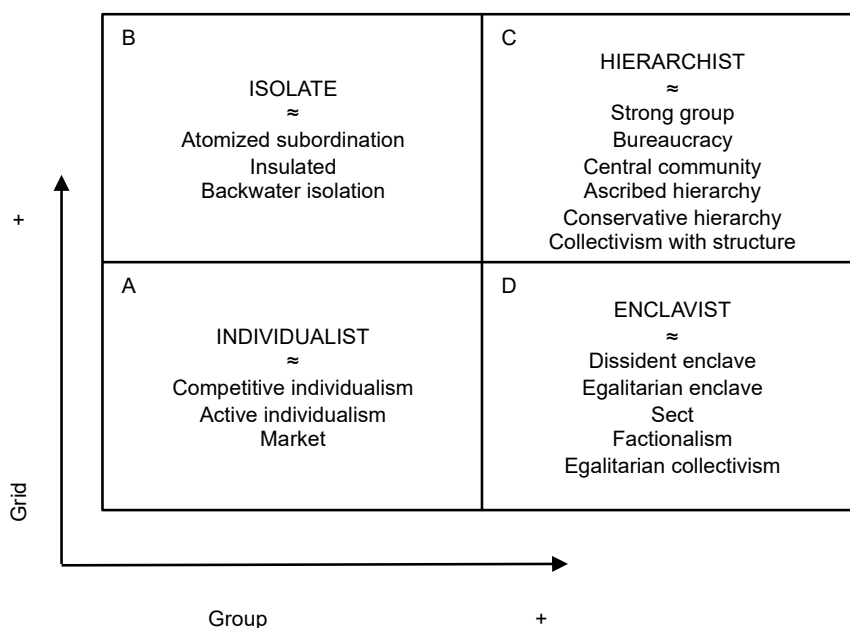 B
ISOLATE
≈
Atomized subordination
Insulated
Backwater isolation
C
HIERARCHIST
≈
Strong group
Bureaucracy
Central community
Ascribed hierarchy
Conservative hierarchy
Collectivism with structure
+
A
INDIVIDUALIST
≈
Competitive individualism
Active individualism
Market
D
ENCLAVIST
≈
Dissident enclave
Egalitarian enclave
Sect
Factionalism
Egalitarian collectivism
Grid
Group
+